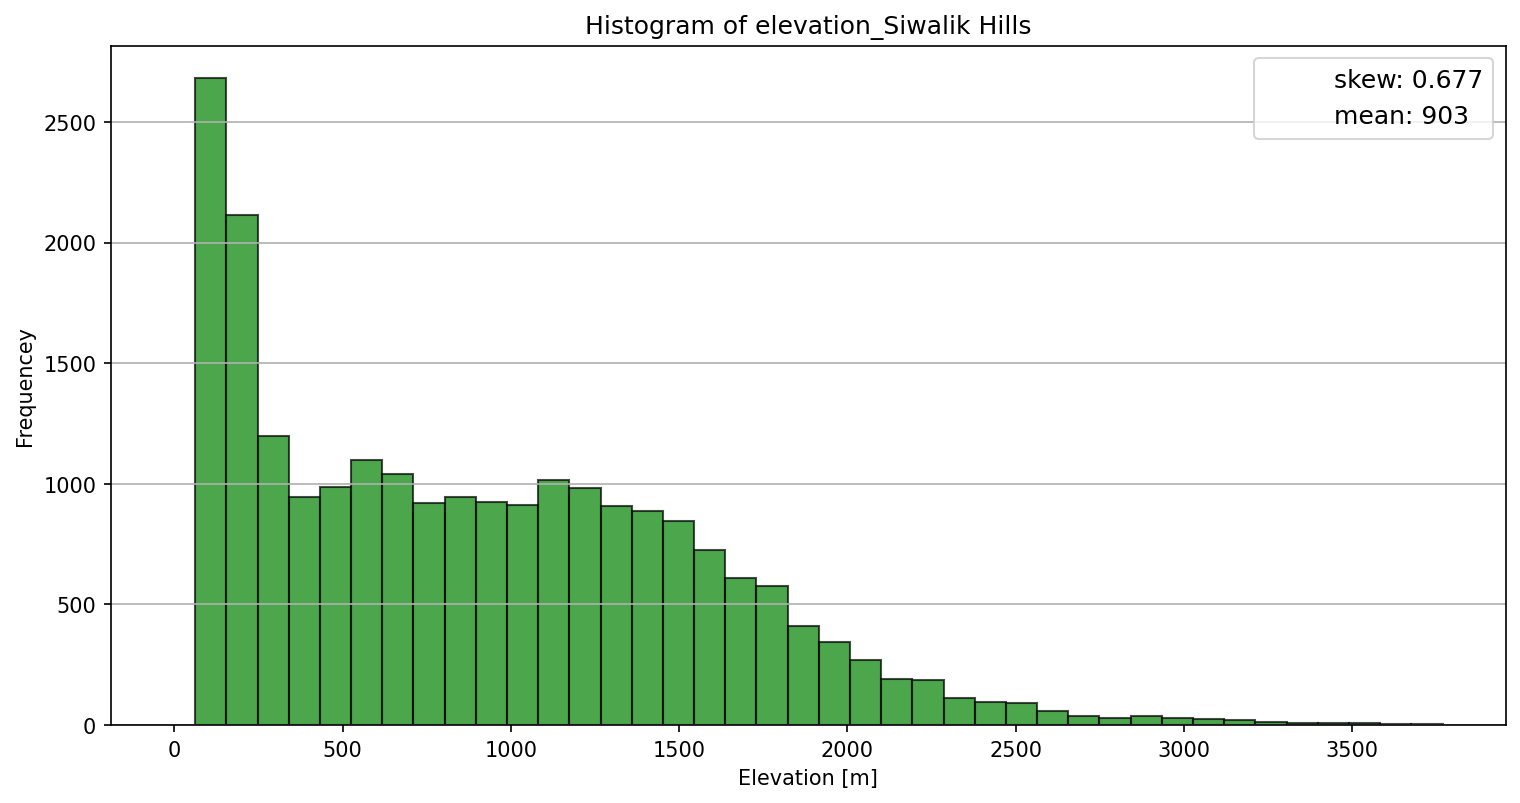 Histogram of elevation_Siwalik Hills
skew: 0.677
mean: 903
2500
2000
1500
1000
500
0
Frequencey
0 500 1000 1500 2000 2500 3000 3500
Elevation [m]